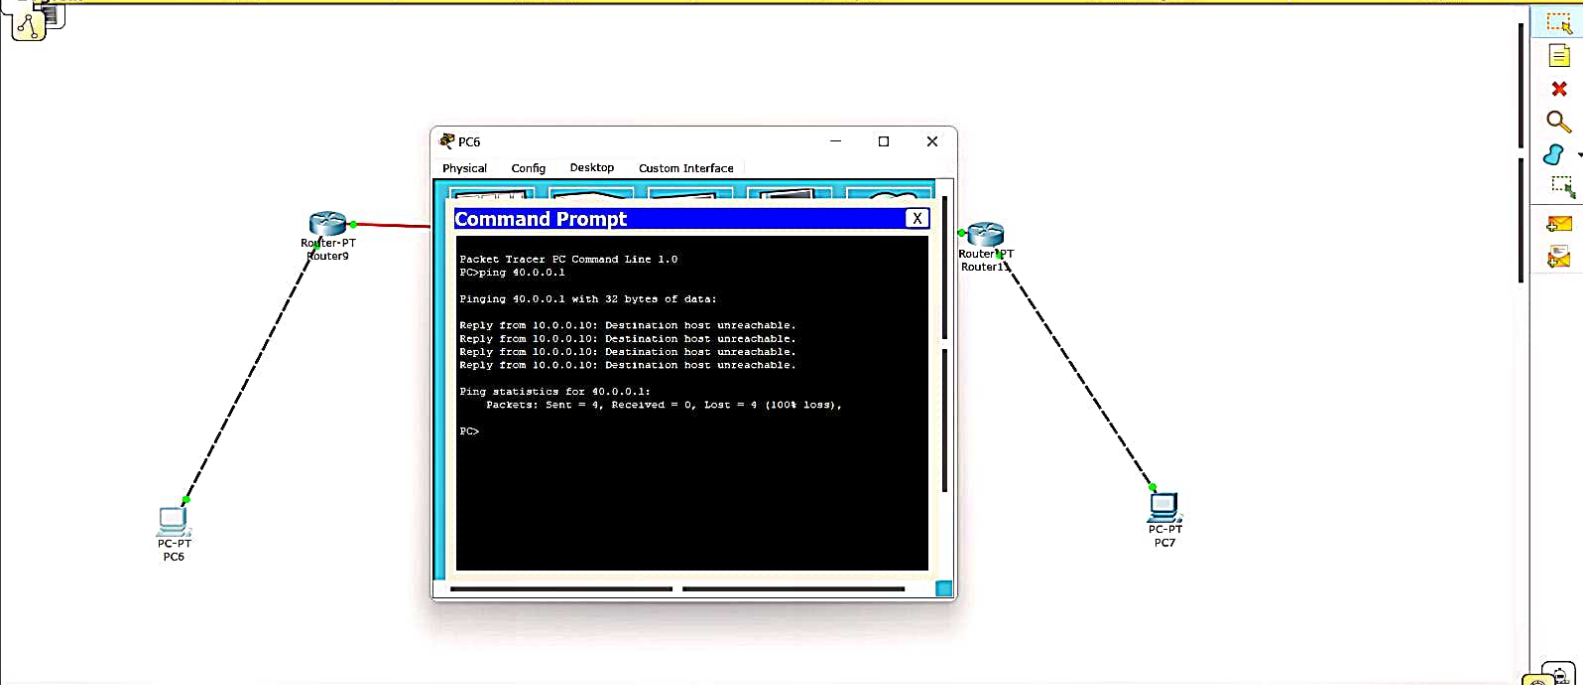 PC6
Physical Config Desktop Custom Interface
Command Prompt X
Packet Tracer PC Command Line 1.0
PC>ping 40.0.0.1
Pinging 40.0.0.1 with 32 bytes of data:
Reply from 10.0.0.10: Destination host unreachable.
Reply from 10.0.0.10: Destination host unreachable.
Reply from 10.0.0.10: Destination host unreachable.
Reply from 10.0.0.10: Destination host unreachable.
Ping statistics for 40.0.0.1:
Packets: Sent = 4, Received = 0, Lost = 4 (100% loss),
PC>
Router-PT
Router9
Router-PT
Router11
PC-PT
PC6
PC-PT
PC7